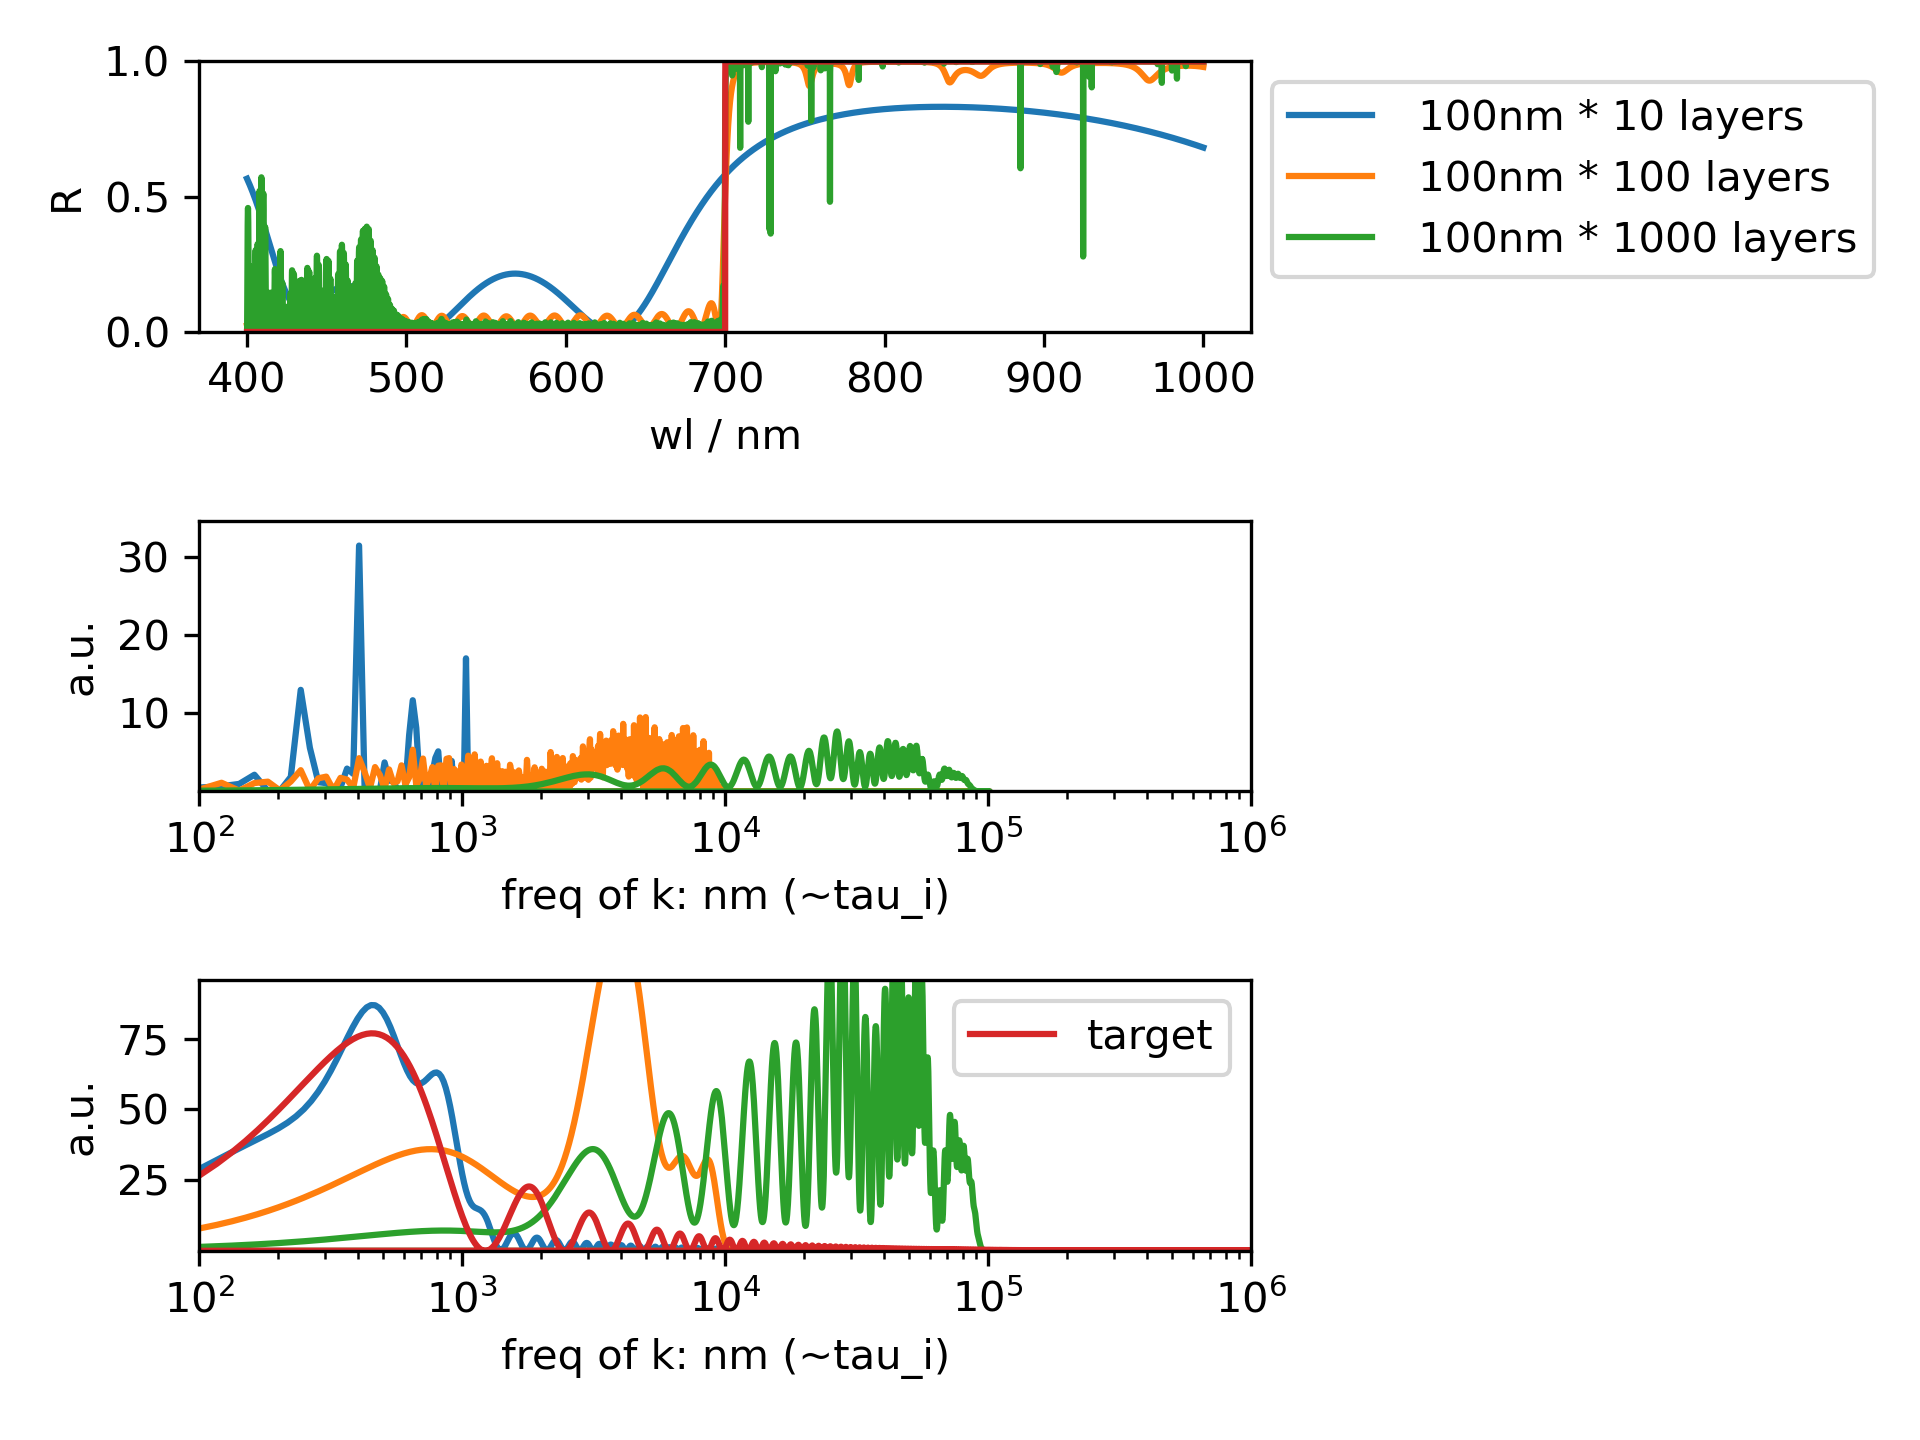 1.0
0.5
0.0
R
400 500 600 700 800 900 1000
wl / nm
100nm * 10 layers
100nm * 100 layers
100nm * 1000 layers
30
20
10
a.u.
10² 10³ 10⁴ 10⁵ 10⁶
freq of k: nm (~tau_i)
75
50
25
a.u.
target
10² 10³ 10⁴ 10⁵ 10⁶
freq of k: nm (~tau_i)